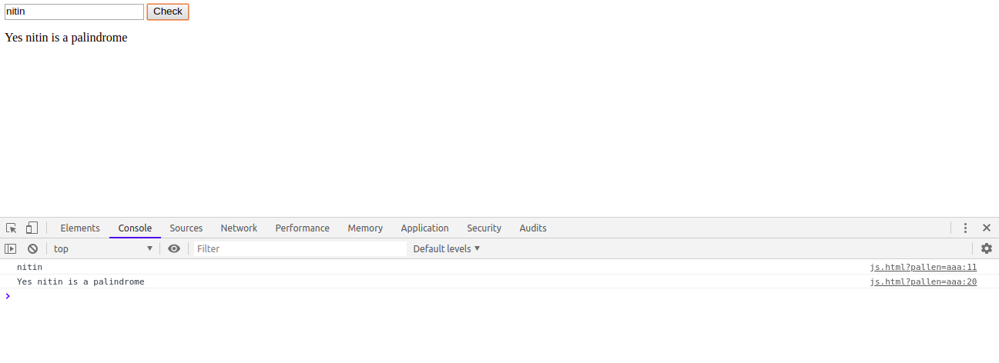 nitin Check
Yes nitin is a palindrome
Elements Console Sources Network Performance Memory Application Security Audits
top Filter Default levels
nitin js.html?pallen=aaa:11
Yes nitin is a palindrome js.html?pallen=aaa:20